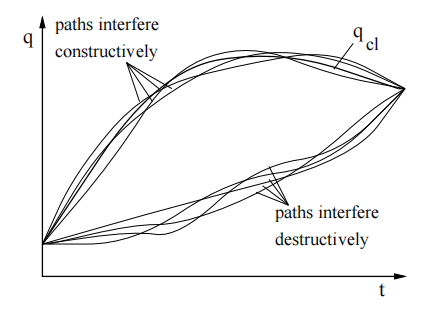 paths interfere
constructively
q
q cl
paths interfere
destructively
t